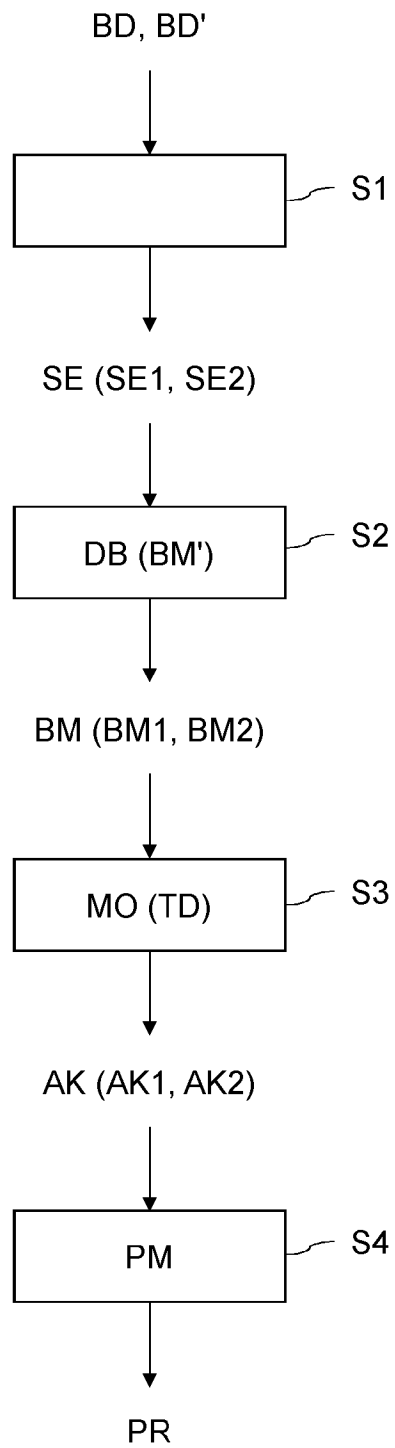 BD, BD'
S1
SE (SE1, SE2)
S2
DB (BM')
BM (BM1, BM2)
S3
MO (TD)
AK (AK1, AK2)
S4
PM
PR